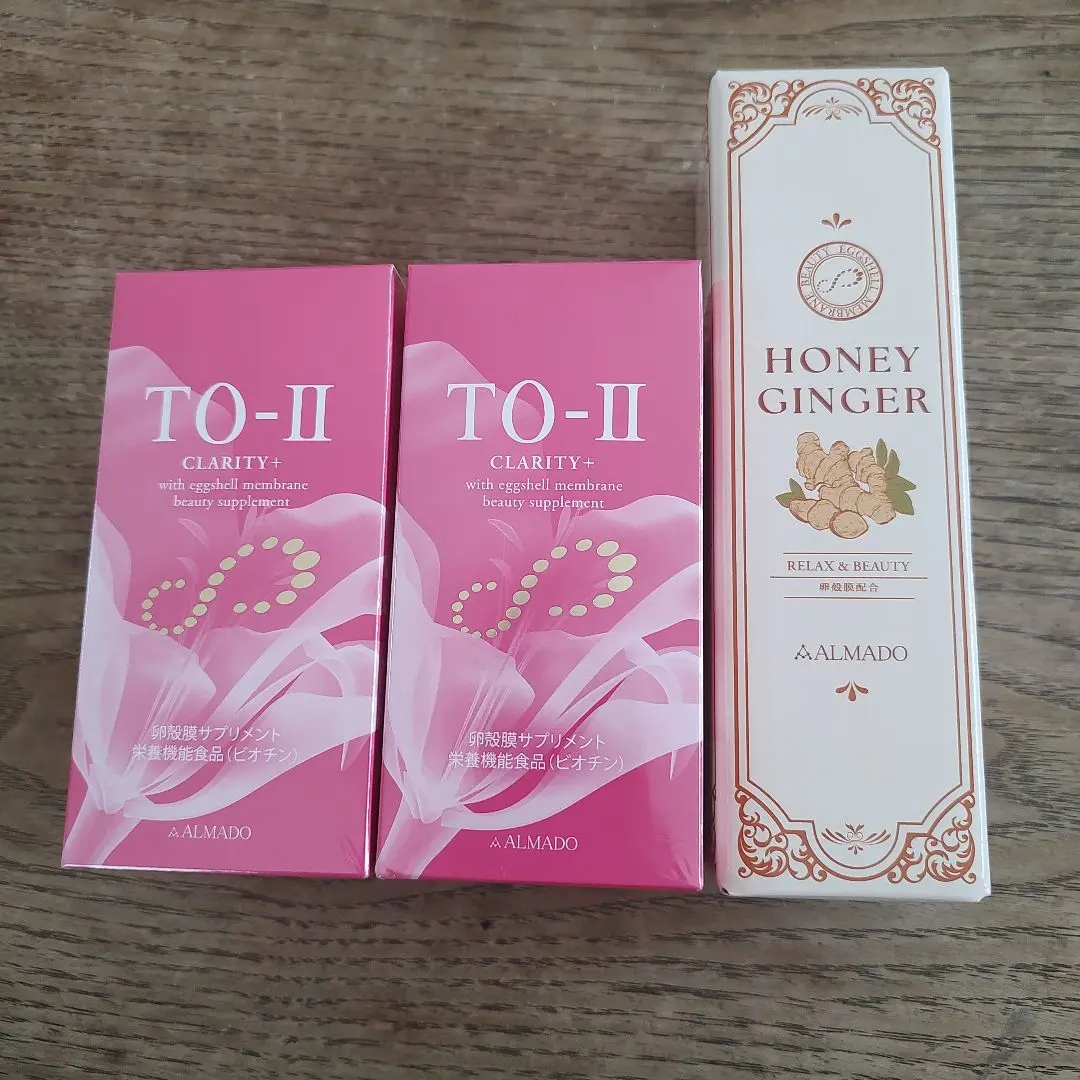 TO-II
CLARITY+
with eggshell membrane
beauty supplement
卵殻膜サプリメント
栄養機能食品(ビオチン)
ALMADO
TO-II
CLARITY+
with eggshell membrane
beauty supplement
卵殻膜サプリメント
栄養機能食品(ビオチン)
ALMADO
BEAUTY EGGSHELL MEMBRANE
HONEY
GINGER
RELAX & BEAUTY
卵殻膜配合
ALMADO